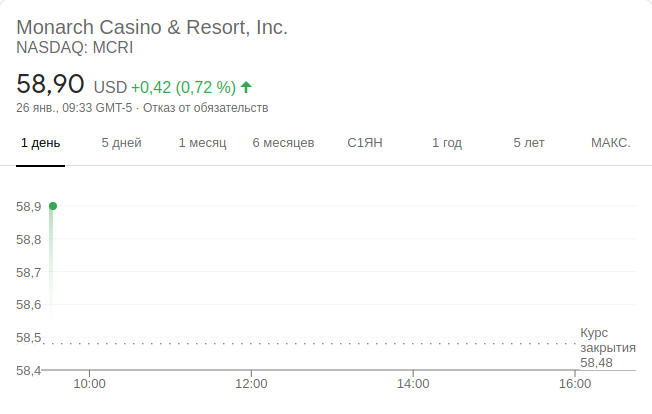 Monarch Casino & Resort, Inc.
NASDAQ: MCRI
58,90 USD +0,42 (0,72 %)
26 янв., 09:33 GMT-5 · Отказ от обязательств
1 день 5 дней 1 месяц 6 месяцев С1ЯН 1 год 5 лет МАКС.
58,9
58,8
58,7
58,6
58,5
Курс
закрытия
58,48
58,4
10:00 12:00 14:00 16:00